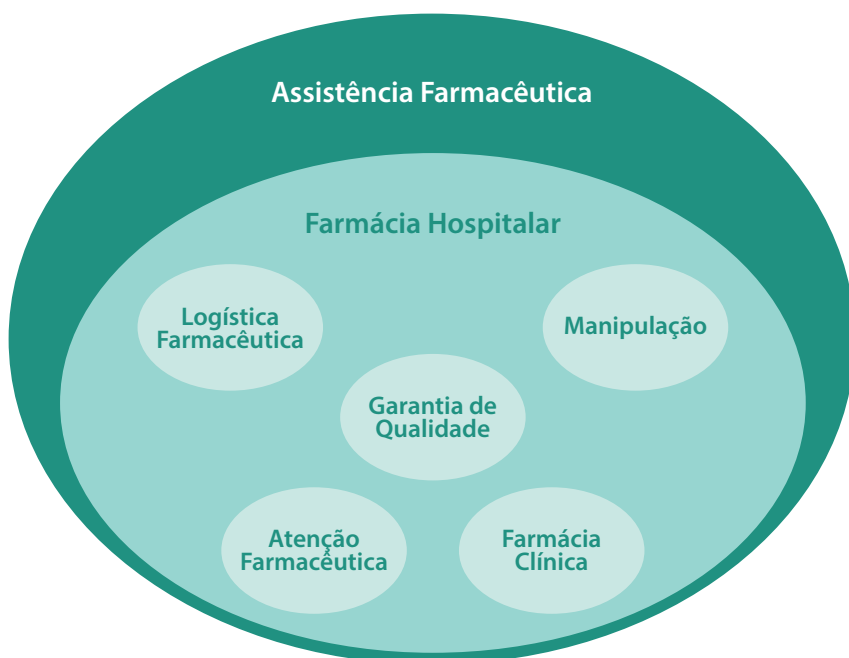 Assistência Farmacêutica
Farmácia Hospitalar
Logística
Farmacêutica
Manipulação
Garantia de
Qualidade
Atenção
Farmacêutica
Farmácia
Clínica